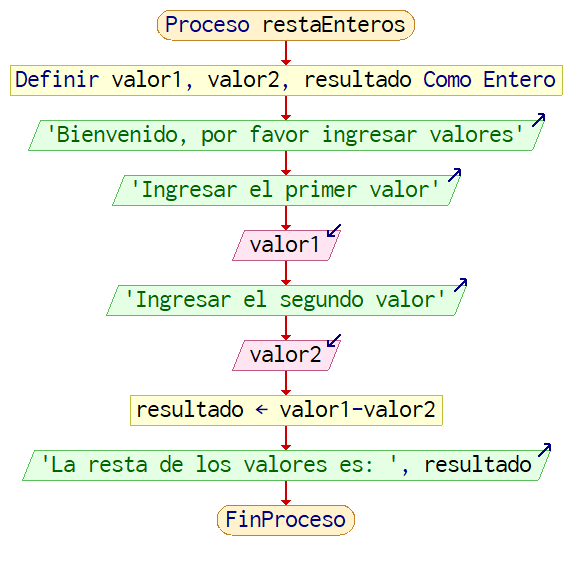 Proceso restaEnteros
Definir valor1, valor2, resultado Como Entero
'Bienvenido, por favor ingresar valores'
'Ingresar el primer valor'
valor1
'Ingresar el segundo valor'
valor2
resultado ← valor1-valor2
'La resta de los valores es: ', resultado
FinProceso